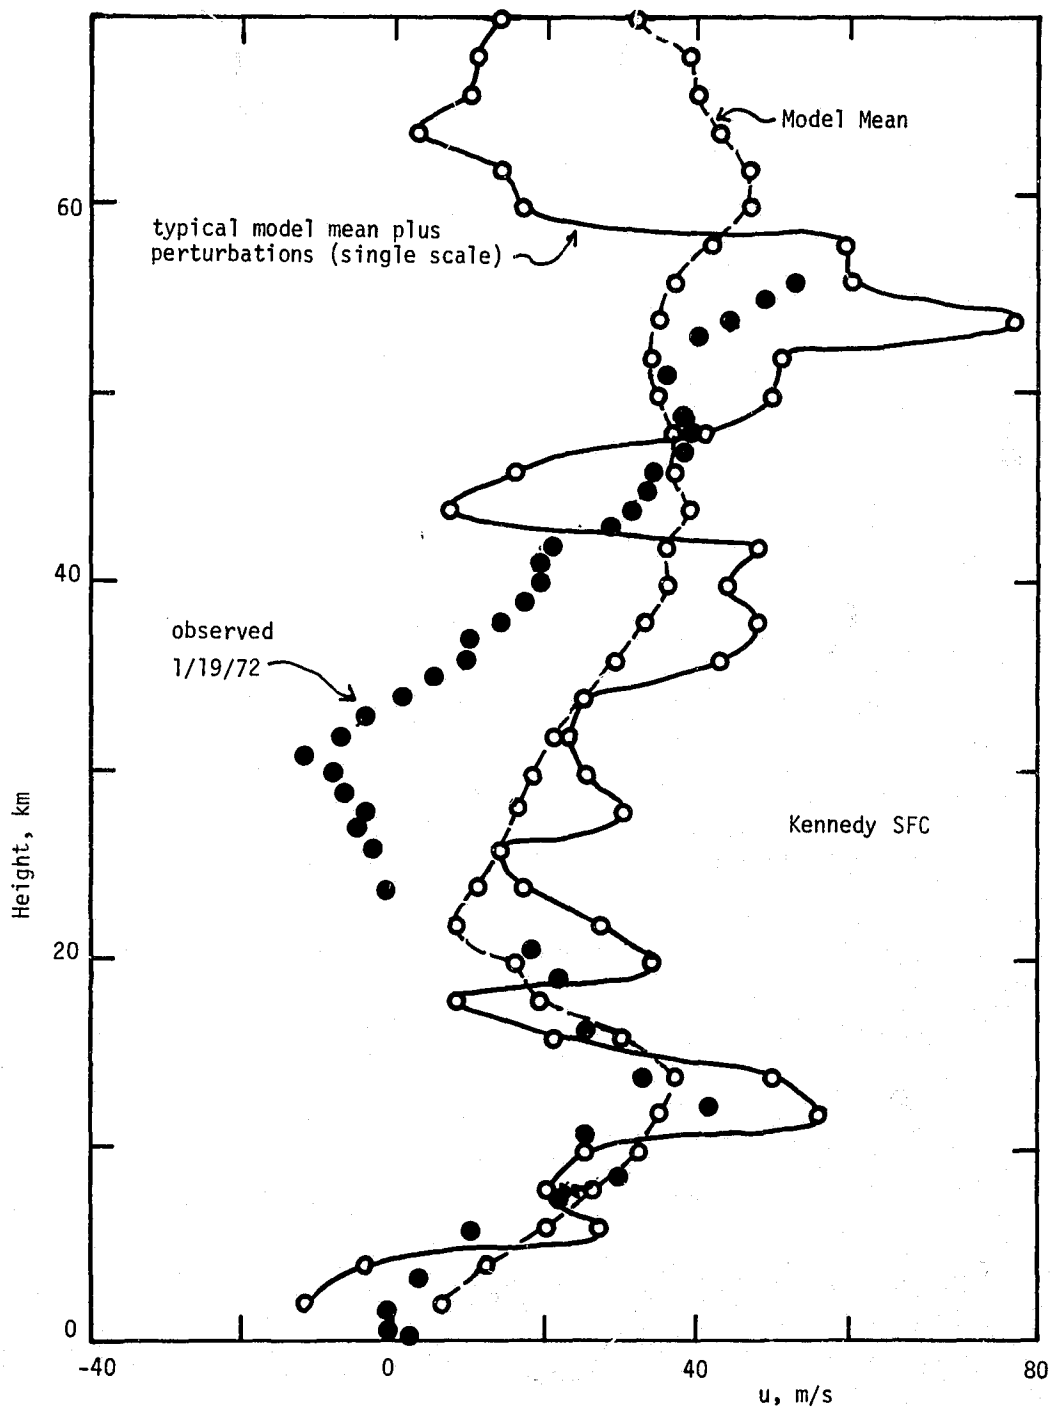 Model Mean
60
typical model mean plus
perturbations (single scale)
40
observed
1/19/72
Kennedy SFC
Height, km
20
0
-40
0
40
80
u, m/s